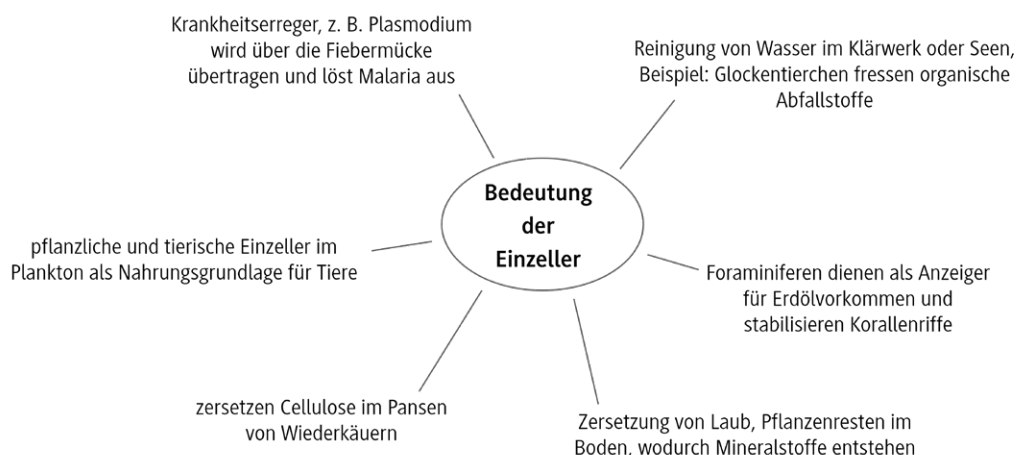 Krankheitserreger, z. B. Plasmodium
wird über die Fiebermücke
übertragen und löst Malaria aus
Reinigung von Wasser im Klärwerk oder Seen,
Beispiel: Glockentierchen fressen organische
Abfallstoffe
Bedeutung
der
Einzeller
pflanzliche und tierische Einzeller im
Plankton als Nahrungsgrundlage für Tiere
Foraminiferen dienen als Anzeiger
für Erdölvorkommen und
stabilisieren Korallenriffe
zersetzen Cellulose im Pansen
von Wiederkäuern
Zersetzung von Laub, Pflanzenresten im
Boden, wodurch Mineralstoffe entstehen